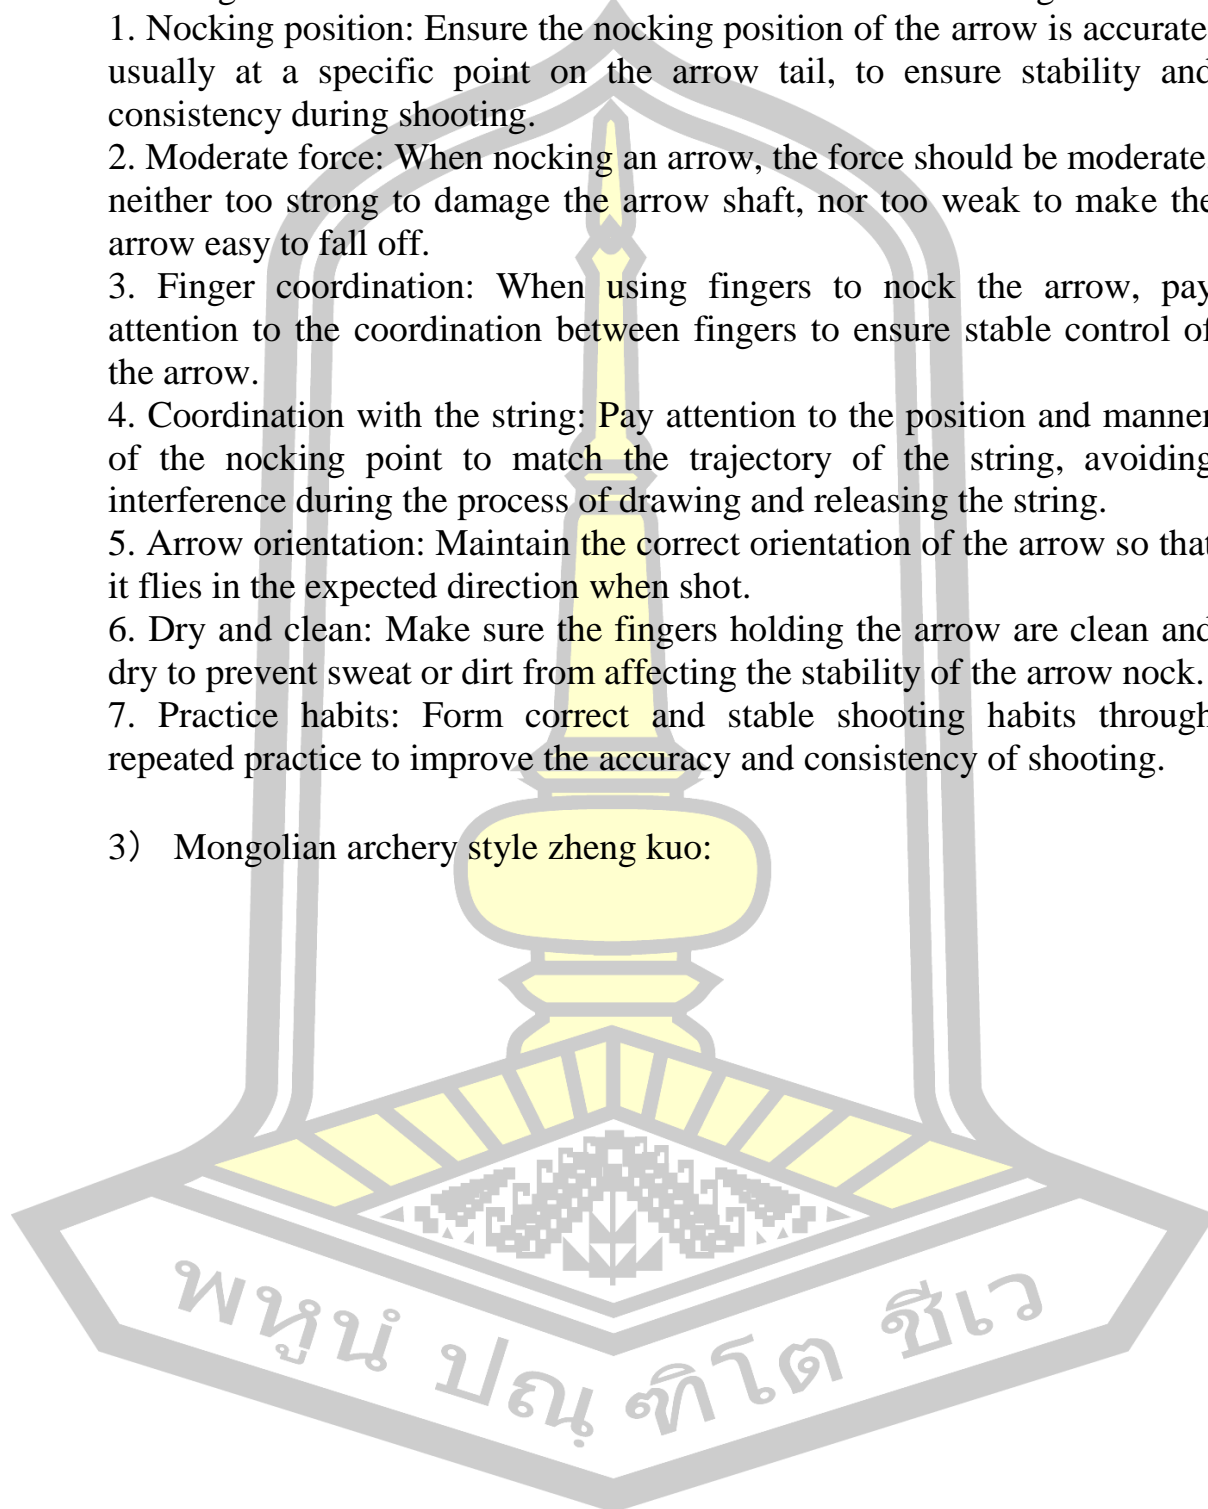 1. Nocking position: Ensure the nocking position of the arrow is accurate
usually at a specific point on the arrow tail, to ensure stability and
consistency during shooting.
2. Moderate force: When nocking an arrow, the force should be moderate
neither too strong to damage the arrow shaft, nor too weak to make the
arrow easy to fall off.
3. Finger coordination: When using fingers to nock the arrow, pay
attention to the coordination between fingers to ensure stable control of
the arrow.
4. Coordination with the string: Pay attention to the position and manner
of the nocking point to match the trajectory of the string, avoiding
interference during the process of drawing and releasing the string.
5. Arrow orientation: Maintain the correct orientation of the arrow so that
it flies in the expected direction when shot.
6. Dry and clean: Make sure the fingers holding the arrow are clean and
dry to prevent sweat or dirt from affecting the stability of the arrow nock.
7. Practice habits: Form correct and stable shooting habits through
repeated practice to improve the accuracy and consistency of shooting.
3） Mongolian archery style zheng kuo:
พหูนํ ปณฺฑิโต ชีเว